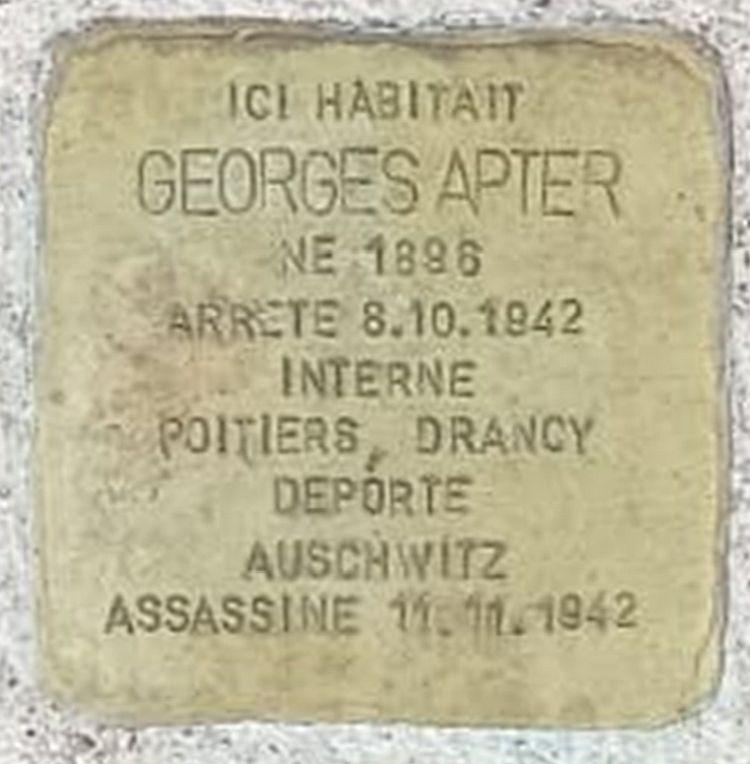 ICI HABITAIT
GEORGES APTER
NE 1896
ARRETE 8.10.1942
INTERNE
POITIERS, DRANCY
DEPORTE
AUSCHWITZ
ASSASSINE 11.11.1942